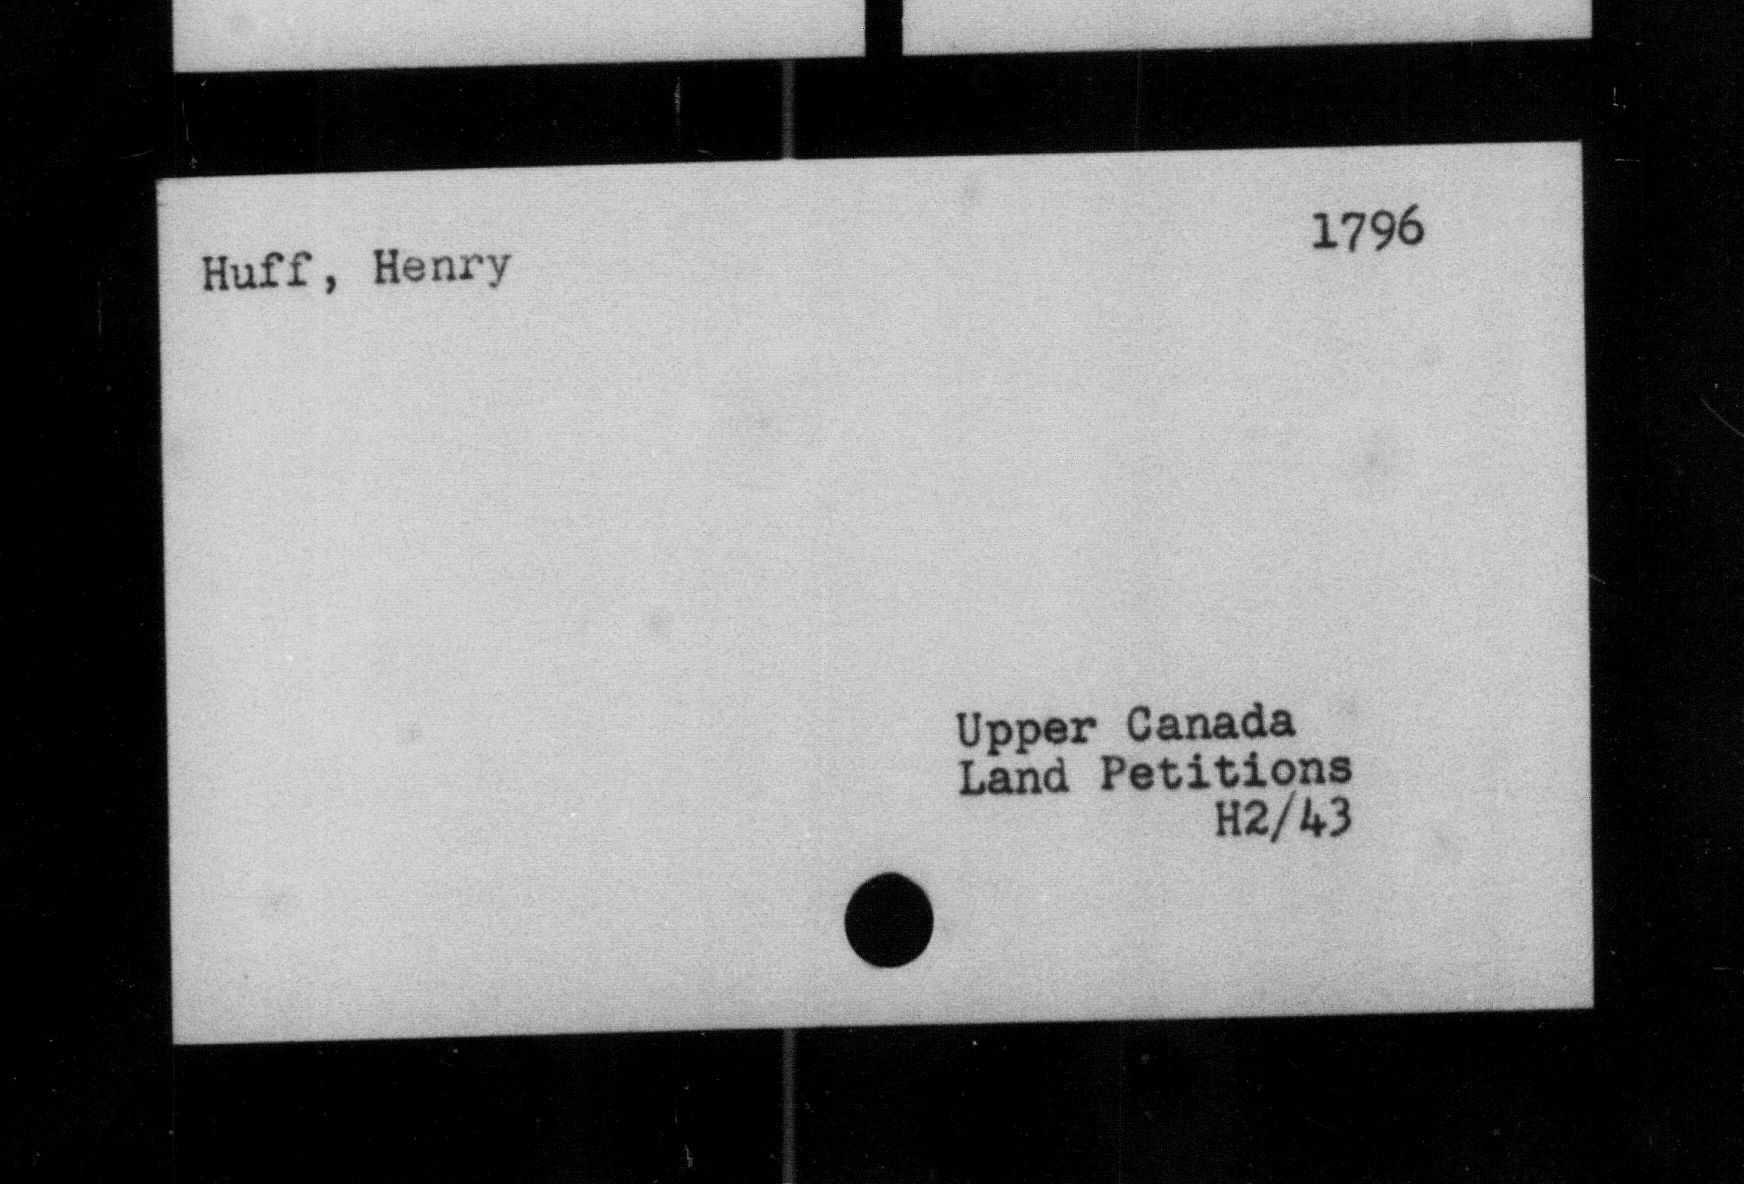 1796
Huff, Henry
Upper Canada
Land Petitions
H2/43